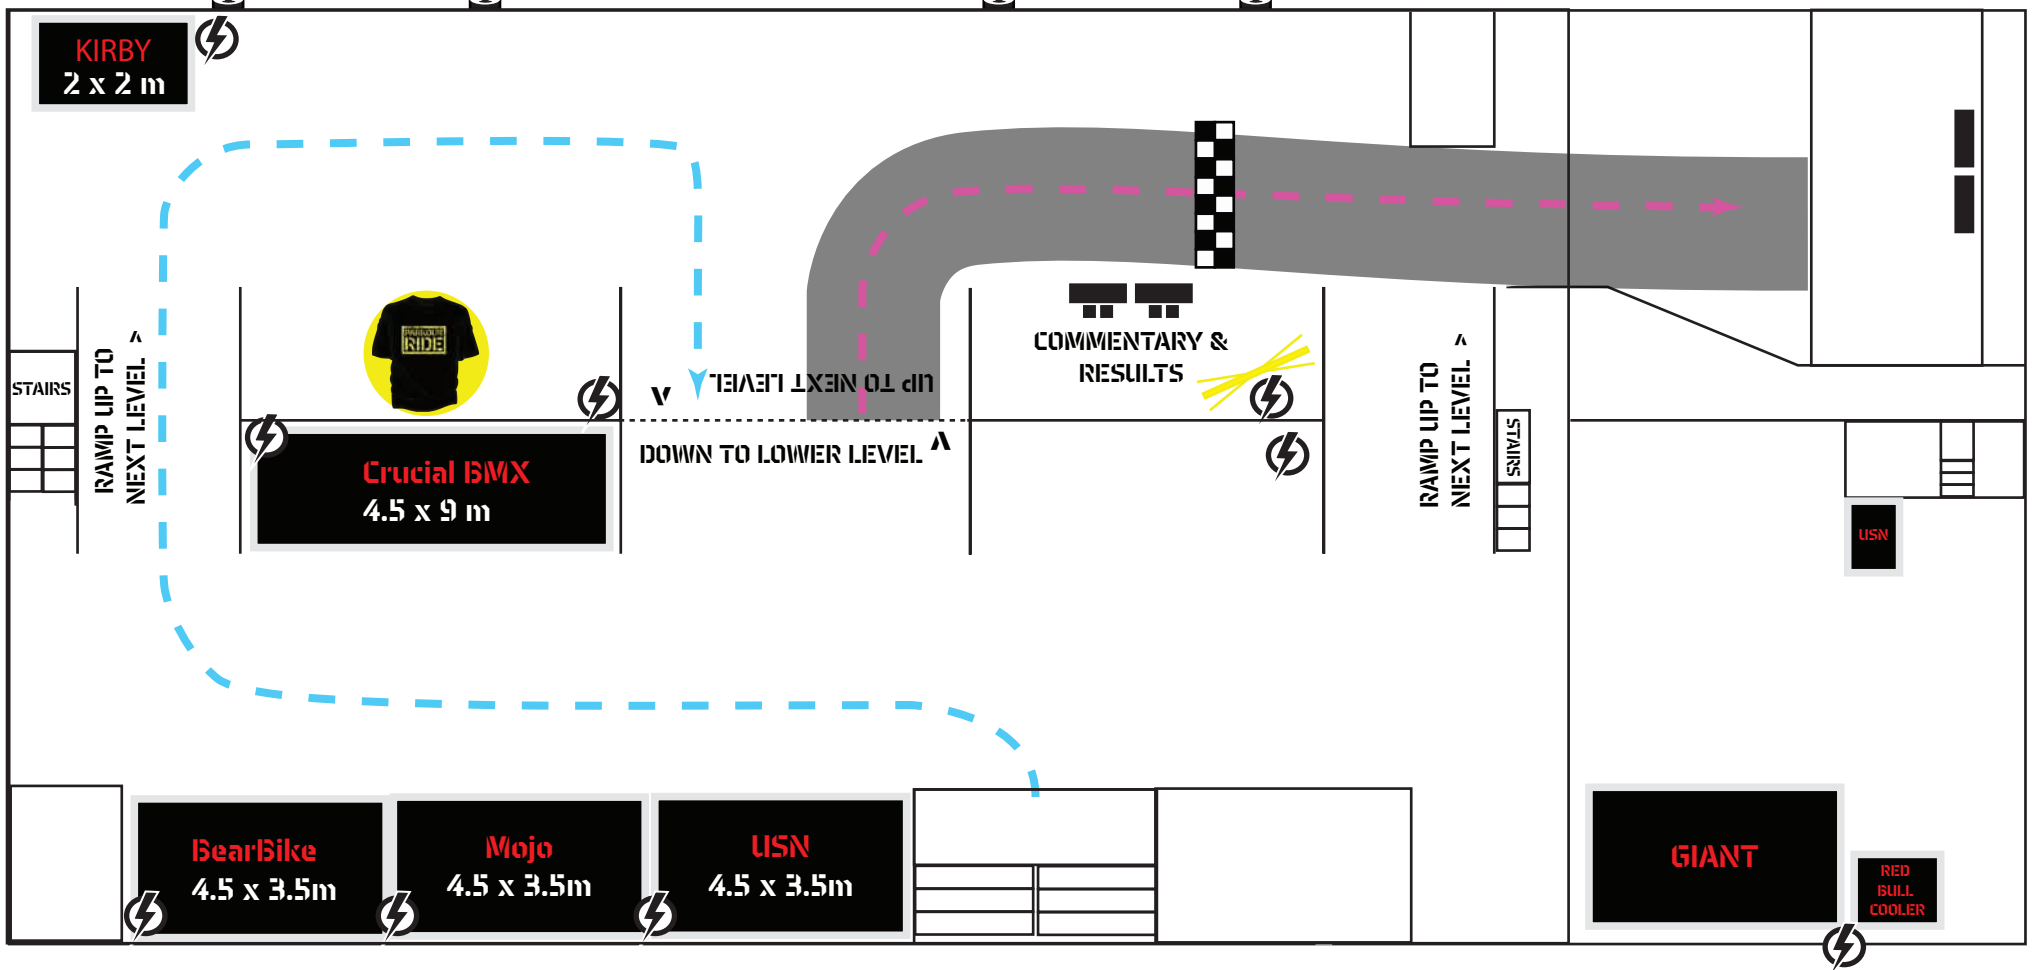 KIRBY
2 x 2 m
STAIRS
RAMP UP TO
NEXT LEVEL >
PARKOUR
RIDE
UP TO NEXT LEVEL
DOWN TO LOWER LEVEL
Crucial BMX
4.5 x 9 m
COMMENTARY &
RESULTS
RAMP UP TO
NEXT LEVEL >
STAIRS
USN
BearBike
4.5 x 3.5m
Mojo
4.5 x 3.5m
USN
4.5 x 3.5m
GIANT
RED
BULL
COOLER